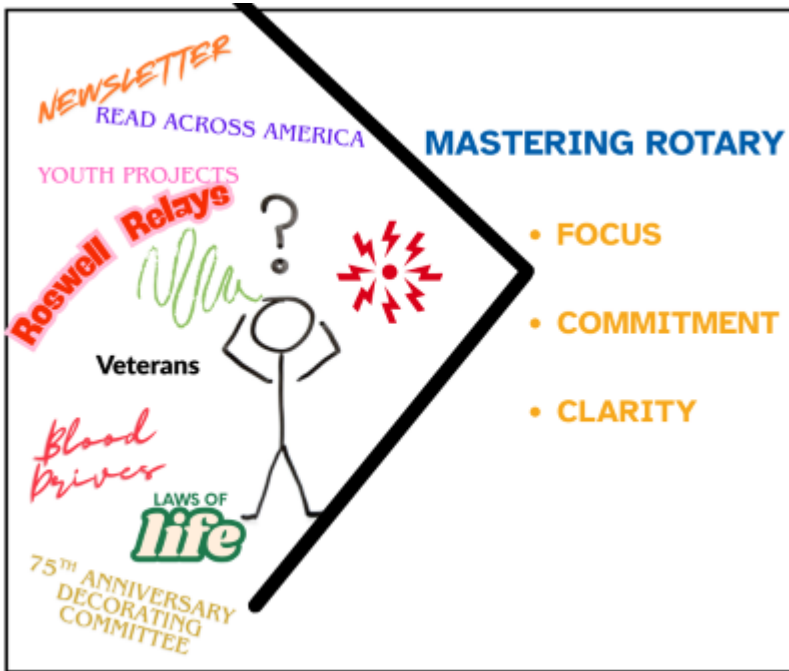 NEWSLETTER
READ ACROSS AMERICA
YOUTH PROJECTS
Roswell Relays
?
Veterans
Blood
Drives
LAWS OF
life
75TH ANNIVERSARY
DECORATING
COMMITTEE
MASTERING ROTARY
• FOCUS
• COMMITMENT
• CLARITY